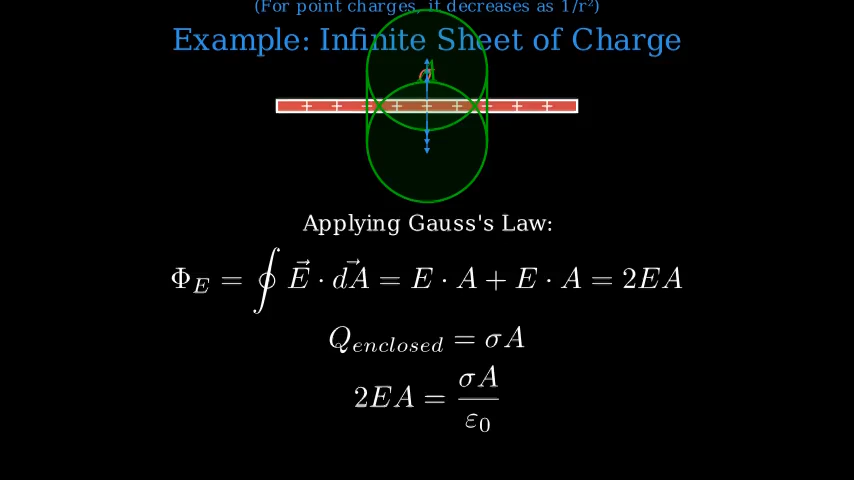 (For point charges, it decreases as 1/r²)
Example: Infinite Sheet of Charge
σ
+ + + + + + + + +
Applying Gauss's Law:
Φ_E = ∮ E⃗ · dA⃗ = E · A + E · A = 2EA
Q_enclosed = σA
2EA = σA/ε₀